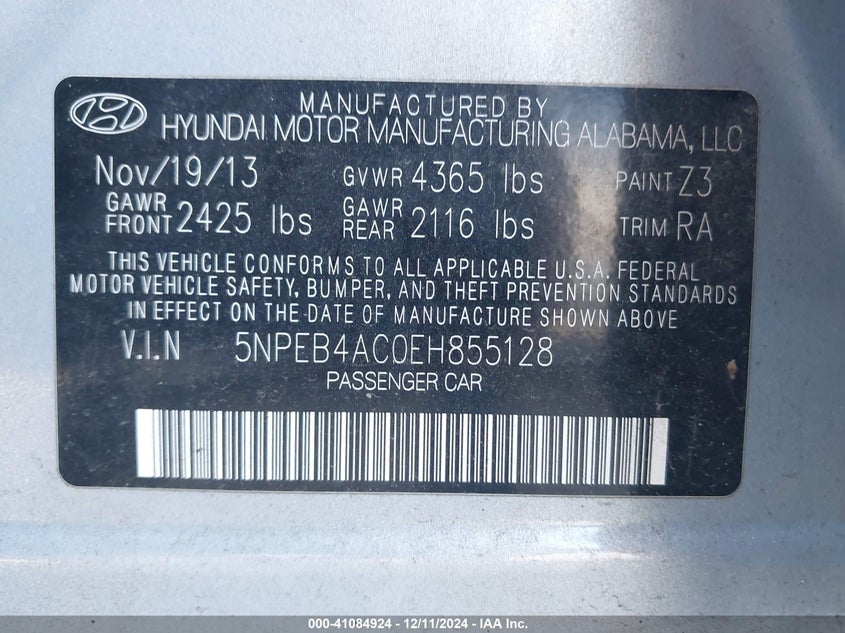 MANUFACTURED BY
HYUNDAI MOTOR MANUFACTURING ALABAMA, LLC
Nov/19/13 GVWR 4365 lbs PAINT Z3
GAWR FRONT 2425 lbs GAWR REAR 2116 lbs TRIM RA
THIS VEHICLE CONFORMS TO ALL APPLICABLE U.S.A. FEDERAL
MOTOR VEHICLE SAFETY, BUMPER, AND THEFT PREVENTION STANDARDS
IN EFFECT ON THE DATE OF MANUFACTURE SHOWN ABOVE.
V.I.N 5NPEB4AC0EH855128
PASSENGER CAR
000-41084924 - 12/11/2024 - IAA Inc.